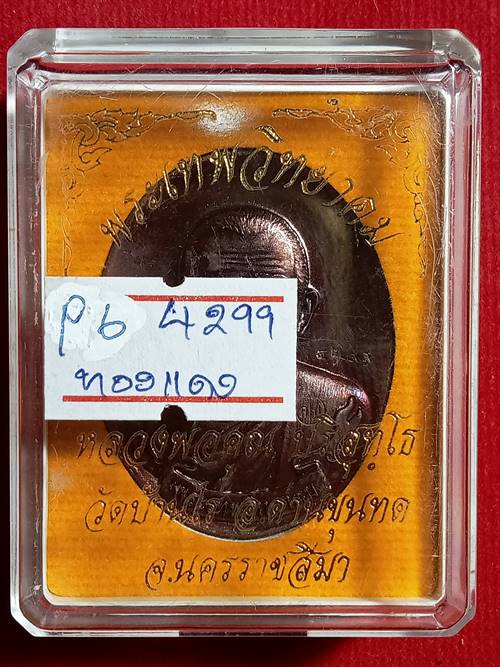 พระเทพวิทยาคม
P6 4299
ทองแดง
๔๒๙๙
หลวงพ่อคูณ ปริสุทฺโธ
วัดบ้านไร่ อ.ด่านขุนทด
จ.นครราชสีมา